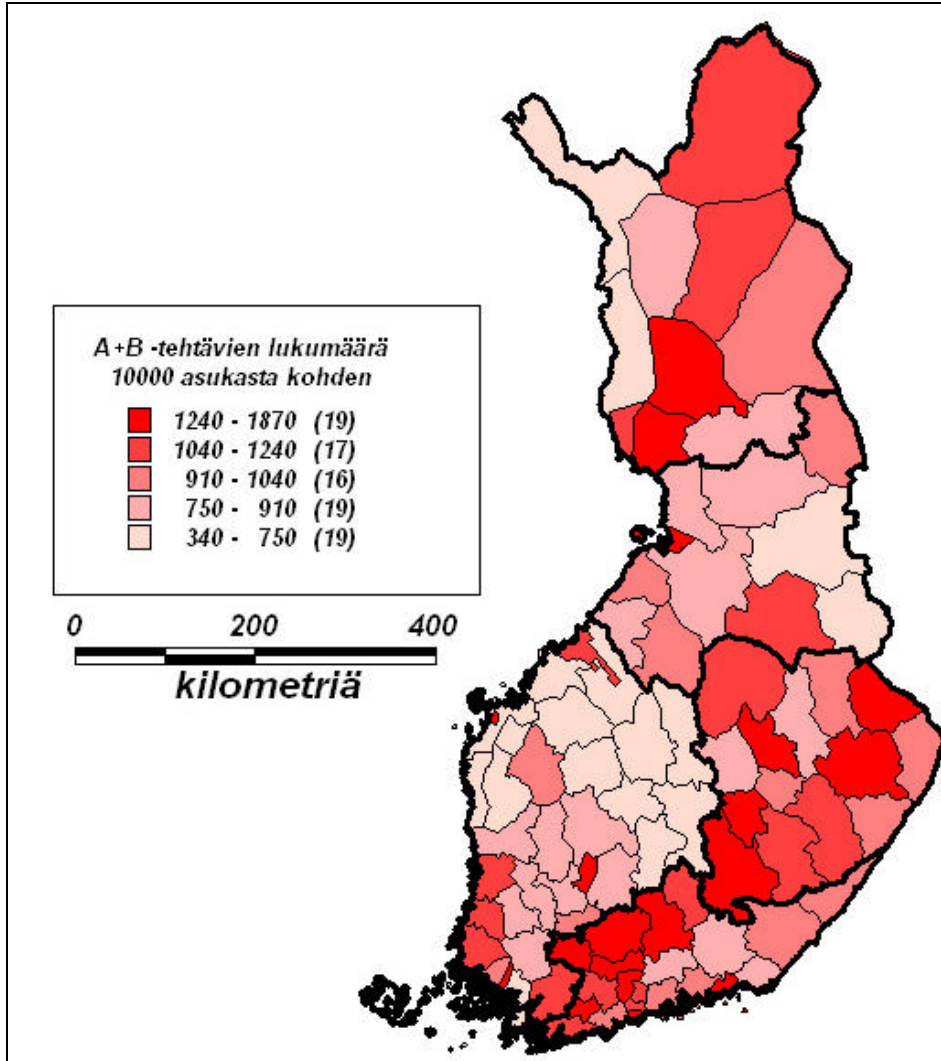 A+B -tehtävien lukumäärä
10000 asukasta kohden
1240 - 1870 (19)
1040 - 1240 (17)
910 - 1040 (16)
750 - 910 (19)
340 - 750 (19)
0 200 400
kilometriä